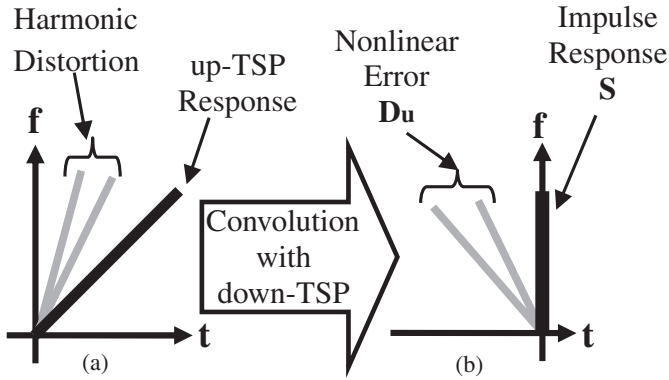 Harmonic
Distortion
up-TSP
Response
f
t
(a)
Convolution
with
down-TSP
Nonlinear
Error
Du
Impulse
Response
S
f
t
(b)